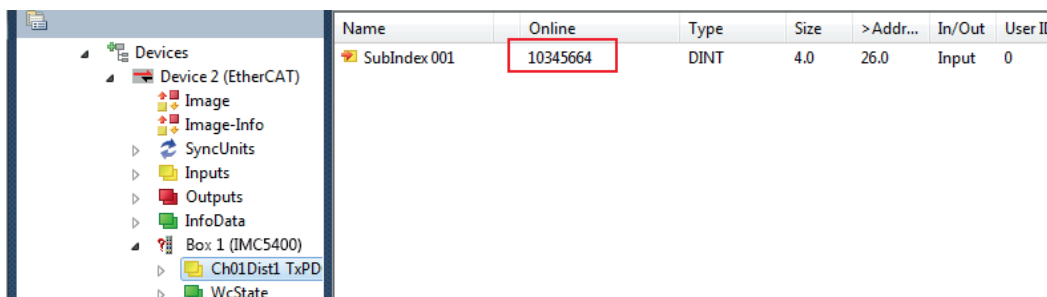 Name Online Type Size >Addr... In/Out User ID
Devices
SubIndex 001 10345664 DINT 4.0 26.0 Input 0
Device 2 (EtherCAT)
Image
Image-Info
SyncUnits
Inputs
Outputs
InfoData
Box 1 (IMC5400)
Ch01Dist1 TxPD
WcState